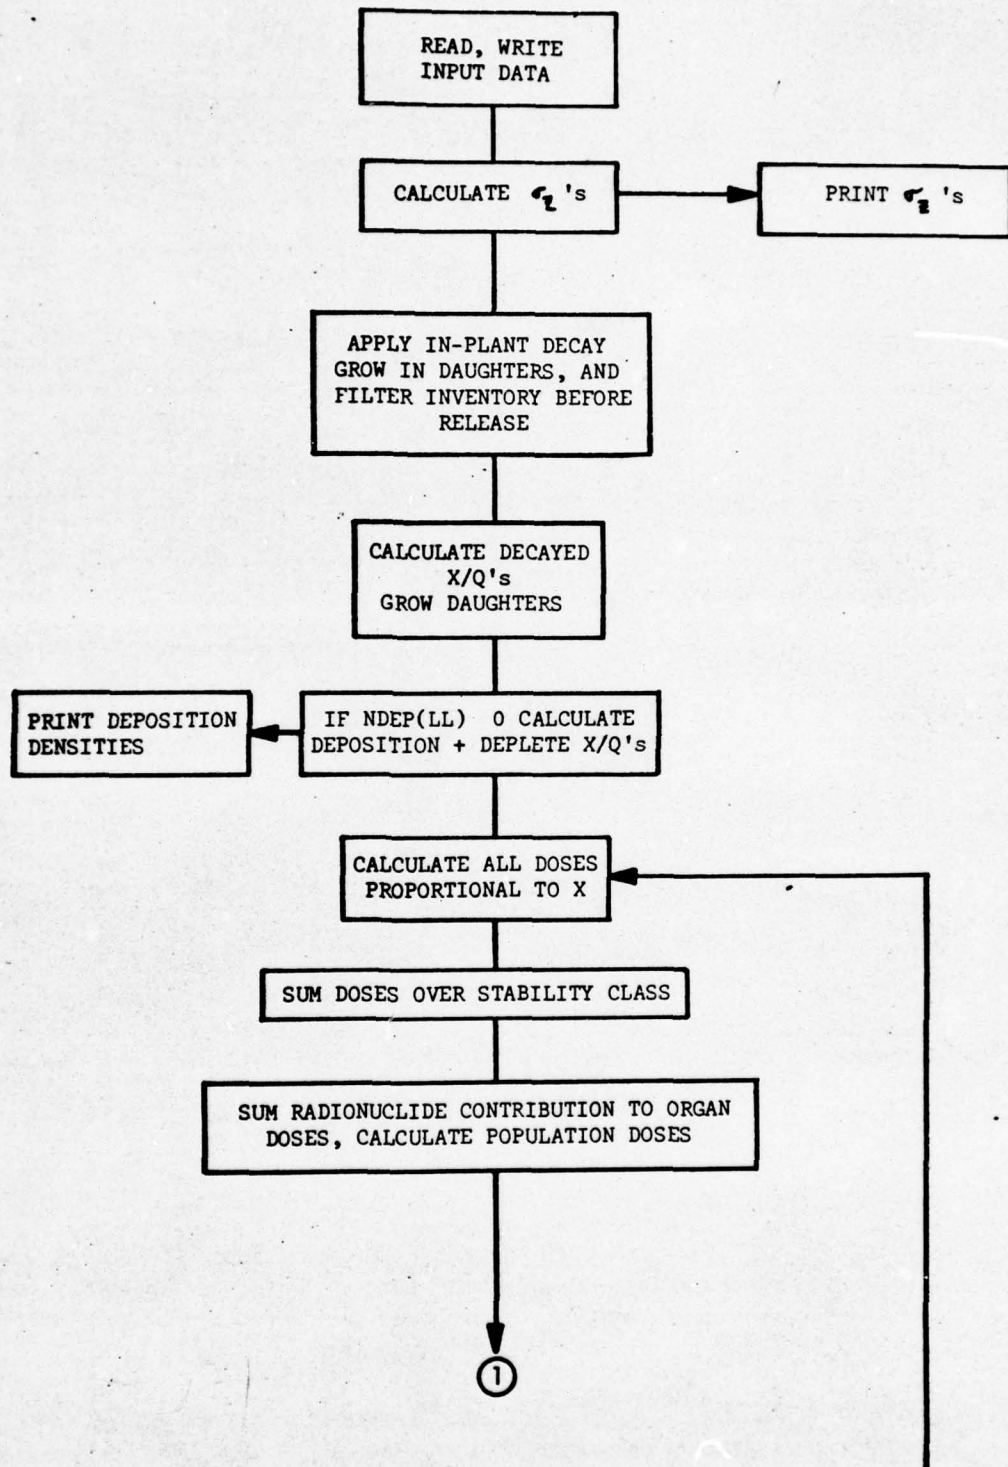 READ, WRITE
INPUT DATA
CALCULATE σz 's
PRINT σz 's
APPLY IN-PLANT DECAY
GROW IN DAUGHTERS, AND
FILTER INVENTORY BEFORE
RELEASE
CALCULATE DECAYED
X/Q's
GROW DAUGHTERS
PRINT DEPOSITION
DENSITIES
IF NDEP(LL) 0 CALCULATE
DEPOSITION + DEPLETE X/Q's
CALCULATE ALL DOSES
PROPORTIONAL TO X
SUM DOSES OVER STABILITY CLASS
SUM RADIONUCLIDE CONTRIBUTION TO ORGAN
DOSES, CALCULATE POPULATION DOSES
1